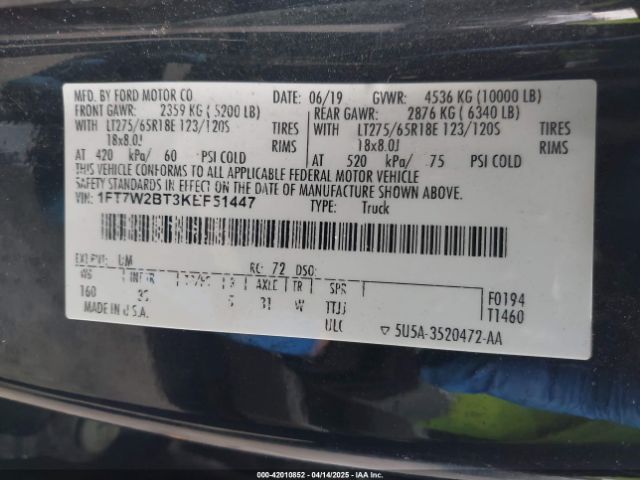 MFD. BY FORD MOTOR CO DATE: 06/19 GVWR: 4536 KG (10000 LB)
FRONT GAWR: 2359 KG (5200 LB) REAR GAWR: 2876 KG (6340 LB)
WITH LT275/65R18E 123/120S TIRES WITH LT275/65R18E 123/120S TIRES
18x8.0J RIMS 18x8.0J RIMS
AT 420 kPa/ 60 PSI COLD AT 520 kPa/ 75 PSI COLD
THIS VEHICLE CONFORMS TO ALL APPLICABLE FEDERAL MOTOR VEHICLE
SAFETY STANDARDS IN EFFECT ON THE DATE OF MANUFACTURE SHOWN ABOVE.
VIN: 1FT7W2BT3KEF51447 TYPE: Truck
EXT PNT: UM RC: 72 DSO:
WB INT TR AXLE TR SPR
160 5 31 W TTJJ F0194
MADE IN U.S.A. T1460
5U5A-3520472-AA
000-42010852 - 04/14/2025 - IAAI.COM